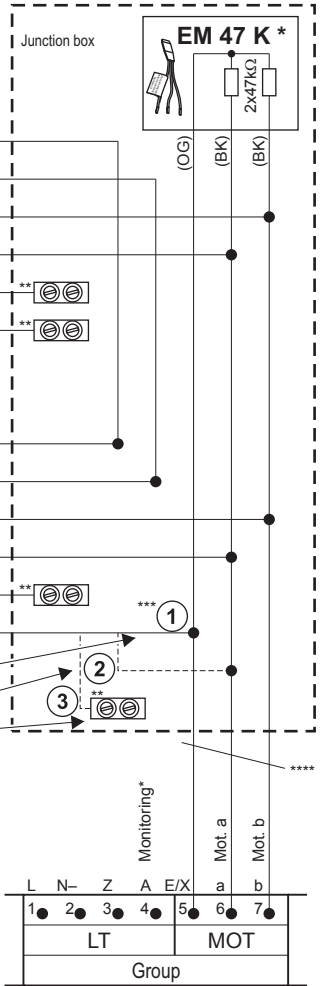 Junction box
EM 47 K *
2x47kΩ
(OG)
(BK)
(BK)
**
**
**
*** 1
2
3
**
****
Monitoring*
Mot. a
Mot. b
L N– Z A E/X a b
1 2 3 4 5 6 7
LT MOT
Group